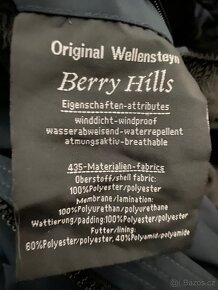 Original Wellensteyn
Berry Hills
Eigenschaften-attributes
winddicht-windproof
wasserabweisend-waterrepellent
atmungsaktiv-breathable
435-Materialien-fabrics
Oberstoff/shell fabric:
100%Polyester/polyester
Membrane/lamination:
100%Polyurethan/polyurethane
Wattierung/padding:100%Polyester/polyester
Futter/lining:
60%Polyester/polyester, 40%Polyamid/polyamide
Bazos.cz